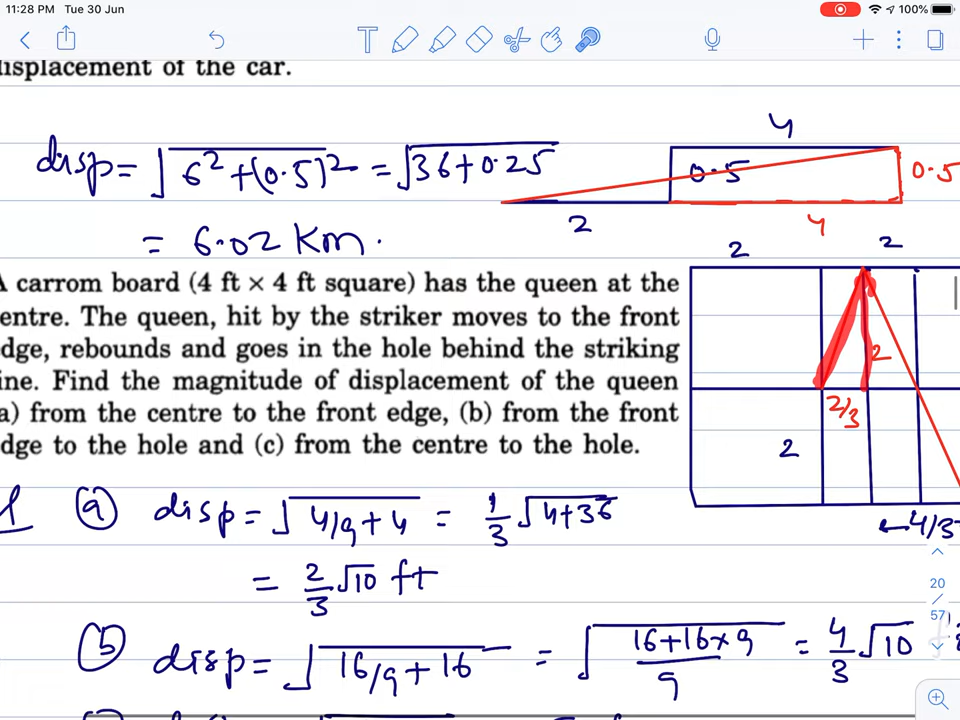 11:28 PM Tue 30 Jun 100%
T
displacement of the car.
disp = √6² + (0.5)² = √36 + 0.25
= 6.02 Km.
4
0.5
0.5
2
4
2
2
A carrom board (4 ft × 4 ft square) has the queen at the
centre. The queen, hit by the striker moves to the front
edge, rebounds and goes in the hole behind the striking
line. Find the magnitude of displacement of the queen
(a) from the centre to the front edge, (b) from the front
edge to the hole and (c) from the centre to the hole.
2
2/3
2
4/3
(a) disp = √4/9 + 4 = 1/3 √4+36
= 2/3 √10 ft
(b) disp = √16/9 + 16 = √16+16×9/9 = 4/3 √10
20
/
57